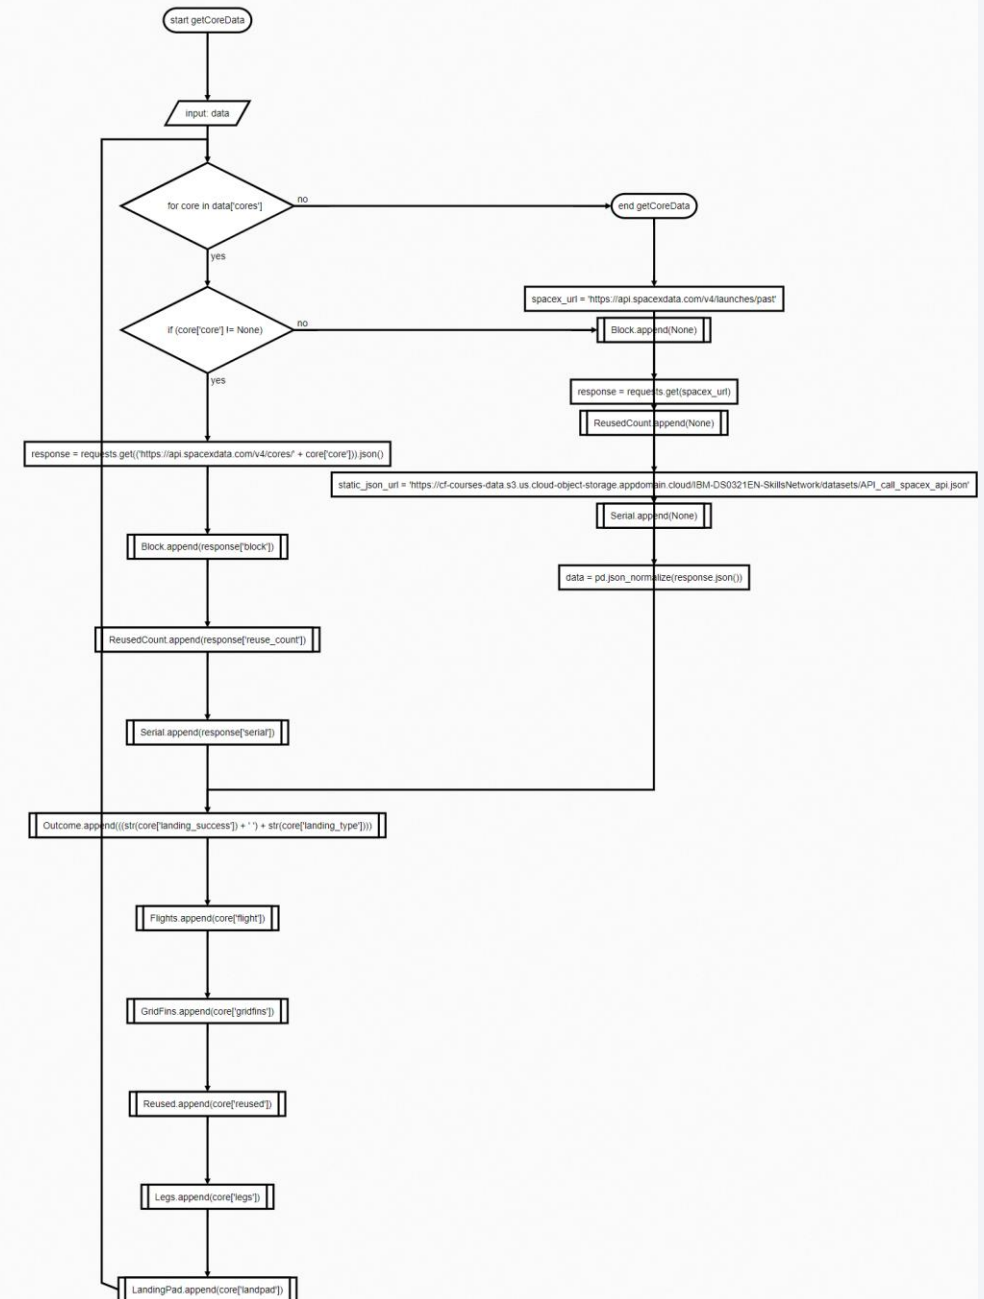 start getCoreData
input: data
for core in data['cores']
no
end getCoreData
yes
spacex_url = 'https://api.spacexdata.com/v4/launches/past'
if (core['core'] != None)
no
Block.append(None)
yes
response = requests.get(spacex_url)
ReusedCount.append(None)
response = requests.get(('https://api.spacexdata.com/v4/cores/' + core['core'])).json()
static_json_url = 'https://cf-courses-data.s3.us.cloud-object-storage.appdomain.cloud/IBM-DS0321EN-SkillsNetwork/datasets/API_call_spacex_api.json'
Serial.append(None)
Block.append(response['block'])
data = pd.json_normalize(response.json())
ReusedCount.append(response['reuse_count'])
Serial.append(response['serial'])
Outcome.append(((str(core['landing_success']) + ' ') + str(core['landing_type'])))
Flights.append(core['flight'])
GridFins.append(core['gridfins'])
Reused.append(core['reused'])
Legs.append(core['legs'])
LandingPad.append(core['landpad'])